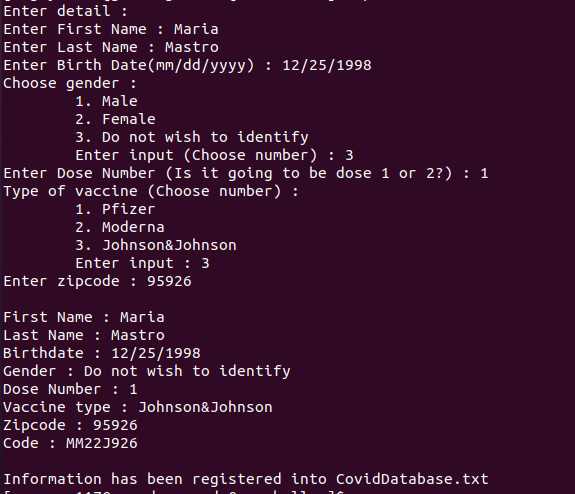 Enter detail :
Enter First Name : Maria
Enter Last Name : Mastro
Enter Birth Date(mm/dd/yyyy) : 12/25/1998
Choose gender :
1. Male
2. Female
3. Do not wish to identify
Enter input (Choose number) : 3
Enter Dose Number (Is it going to be dose 1 or 2?) : 1
Type of vaccine (Choose number) :
1. Pfizer
2. Moderna
3. Johnson&Johnson
Enter input : 3
Enter zipcode : 95926
First Name : Maria
Last Name : Mastro
Birthdate : 12/25/1998
Gender : Do not wish to identify
Dose Number : 1
Vaccine type : Johnson&Johnson
Zipcode : 95926
Code : MM22J926
Information has been registered into CovidDatabase.txt